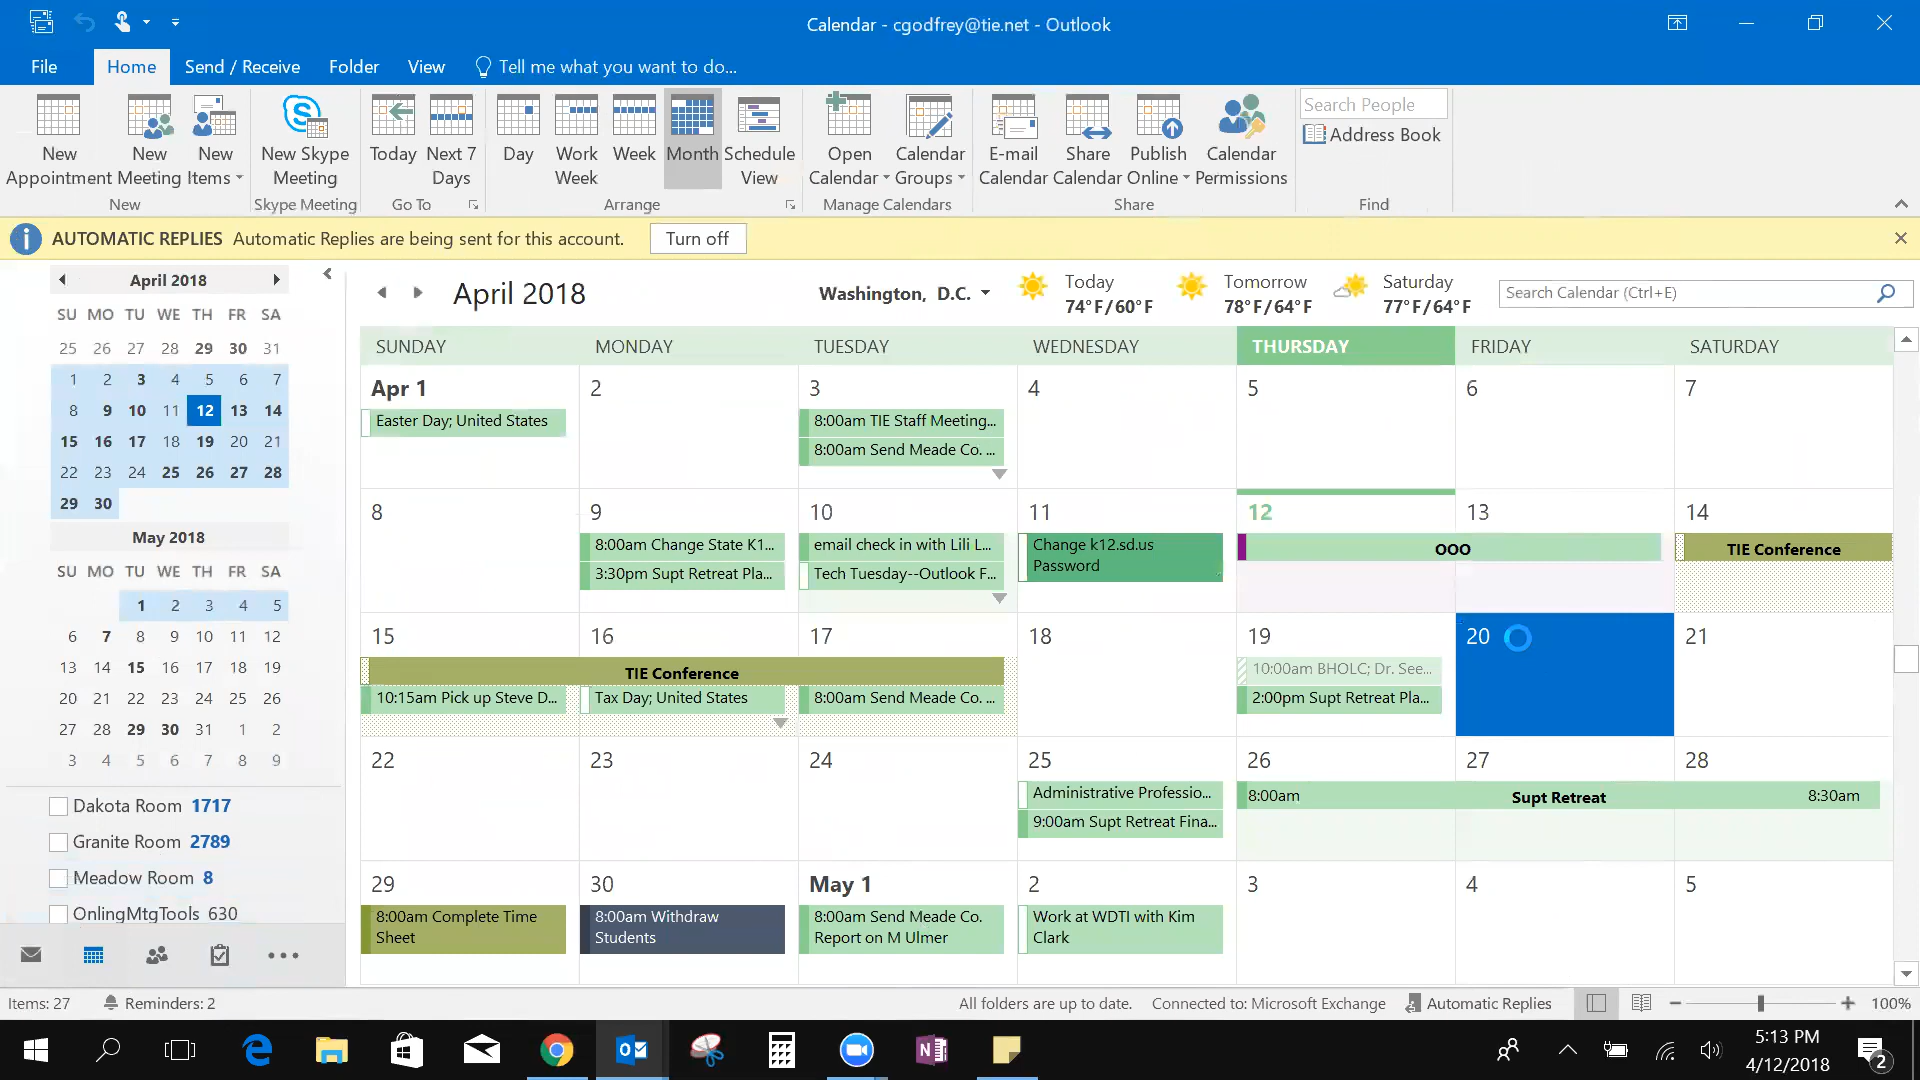 Calendar - cgodfrey@tie.net - Outlook
File Home Send / Receive Folder View Tell me what you want to do...
New Appointment
New Meeting
New Items
New Skype Meeting
Today
Next 7 Days
Day
Work Week
Week
Month
Schedule View
Open Calendar
Calendar Groups
E-mail Calendar
Share Calendar
Publish Online
Calendar Permissions
Search People
Address Book
New Skype Meeting Go To Arrange Manage Calendars Share Find
AUTOMATIC REPLIES Automatic Replies are being sent for this account. Turn off
April 2018
SU MO TU WE TH FR SA
25 26 27 28 29 30 31
1 2 3 4 5 6 7
8 9 10 11 12 13 14
15 16 17 18 19 20 21
22 23 24 25 26 27 28
29 30
May 2018
SU MO TU WE TH FR SA
1 2 3 4 5
6 7 8 9 10 11 12
13 14 15 16 17 18 19
20 21 22 23 24 25 26
27 28 29 30 31 1 2
3 4 5 6 7 8 9
Dakota Room 1717
Granite Room 2789
Meadow Room 8
OnlingMtgTools 630
April 2018
Washington, D.C.
Today
74°F/60°F
Tomorrow
78°F/64°F
Saturday
77°F/64°F
Search Calendar (Ctrl+E)
SUNDAY MONDAY TUESDAY WEDNESDAY THURSDAY FRIDAY SATURDAY
Apr 1 2 3 4 5 6 7
Easter Day; United States
8:00am TIE Staff Meeting...
8:00am Send Meade Co. ...
8 9 10 11 12 13 14
8:00am Change State K1...
3:30pm Supt Retreat Pla...
email check in with Lili L...
Tech Tuesday--Outlook F...
Change k12.sd.us
Password
OOO
TIE Conference
15 16 17 18 19 20 21
TIE Conference
10:15am Pick up Steve D...
Tax Day; United States
8:00am Send Meade Co. ...
10:00am BHOLC; Dr. See...
2:00pm Supt Retreat Pla...
22 23 24 25 26 27 28
Administrative Professio...
9:00am Supt Retreat Fina...
8:00am Supt Retreat 8:30am
29 30 May 1 2 3 4 5
8:00am Complete Time
Sheet
8:00am Withdraw
Students
8:00am Send Meade Co.
Report on M Ulmer
Work at WDTI with Kim
Clark
Items: 27 Reminders: 2 All folders are up to date. Connected to: Microsoft Exchange Automatic Replies 100%
5:13 PM
4/12/2018
2